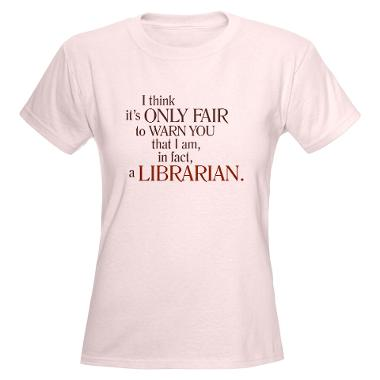 I think
it's ONLY FAIR
to WARN YOU
that I am,
in fact,
a LIBRARIAN.